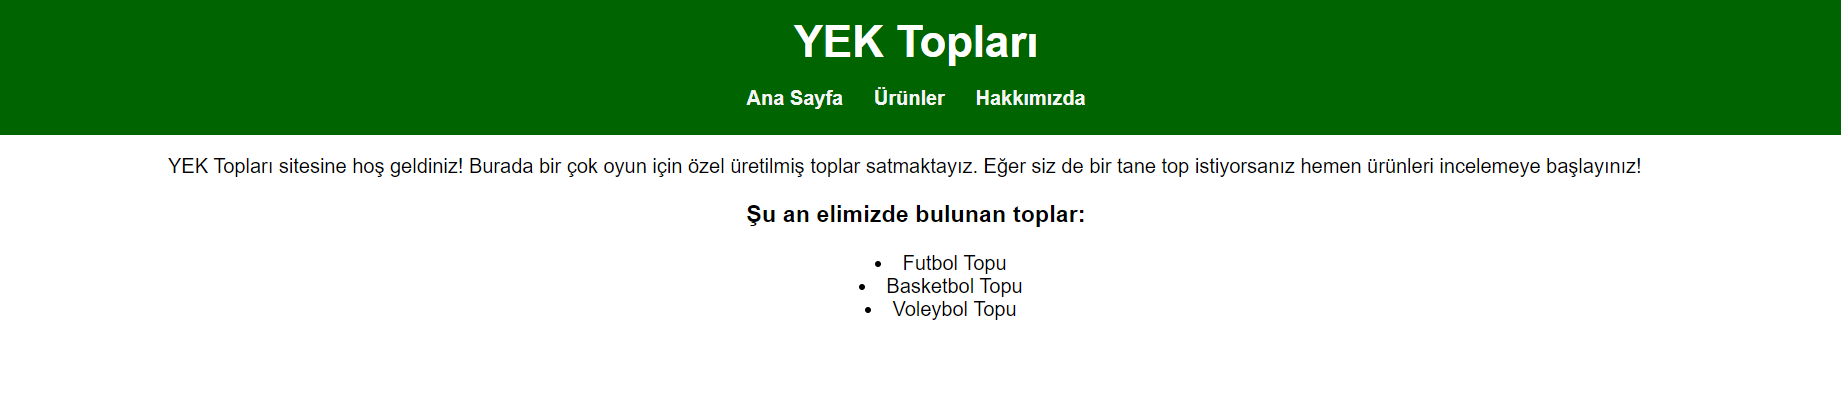 YEK Topları
Ana Sayfa Ürünler Hakkımızda
YEK Topları sitesine hoş geldiniz! Burada bir çok oyun için özel üretilmiş toplar satmaktayız. Eğer siz de bir tane top istiyorsanız hemen ürünleri incelemeye başlayınız!
Şu an elimizde bulunan toplar:
• Futbol Topu
• Basketbol Topu
• Voleybol Topu